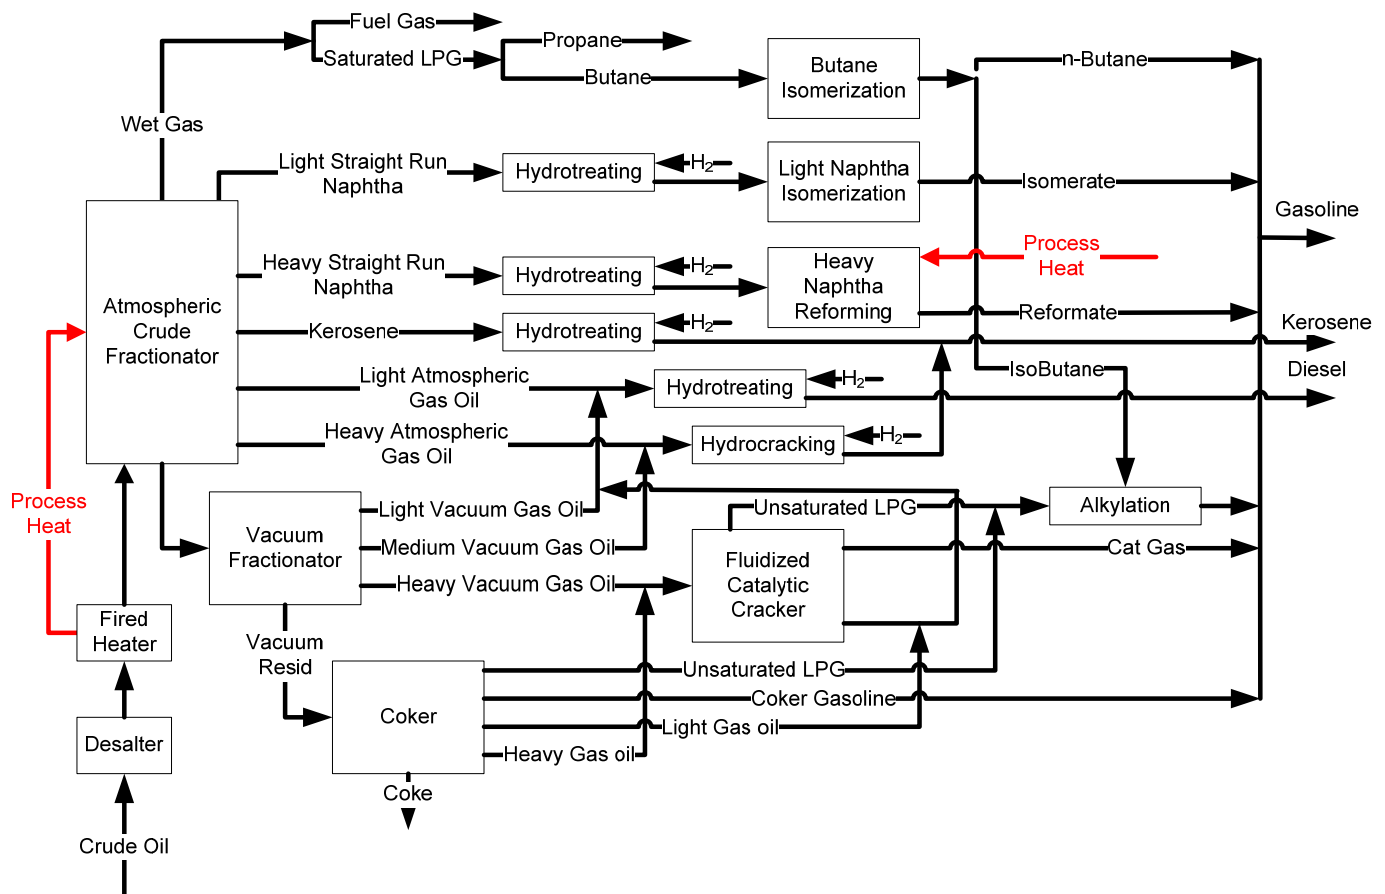 Fuel Gas
Saturated LPG
Propane
Butane
Butane
Isomerization
n-Butane
Wet Gas
Light Straight Run
Naphtha
Hydrotreating
H2
Light Naphtha
Isomerization
Isomerate
Gasoline
Heavy Straight Run
Naphtha
Hydrotreating
H2
Heavy
Naphtha
Reforming
Process
Heat
Reformate
Atmospheric
Crude
Fractionator
Kerosene
Hydrotreating
H2
Kerosene
Light Atmospheric
Gas Oil
Hydrotreating
H2
IsoButane
Diesel
Heavy Atmospheric
Gas Oil
Hydrocracking
H2
Process
Heat
Vacuum
Fractionator
Light Vacuum Gas Oil
Medium Vacuum Gas Oil
Heavy Vacuum Gas Oil
Unsaturated LPG
Alkylation
Fluidized
Catalytic
Cracker
Cat Gas
Fired
Heater
Vacuum
Resid
Unsaturated LPG
Coker Gasoline
Light Gas oil
Heavy Gas oil
Coker
Desalter
Coke
Crude Oil